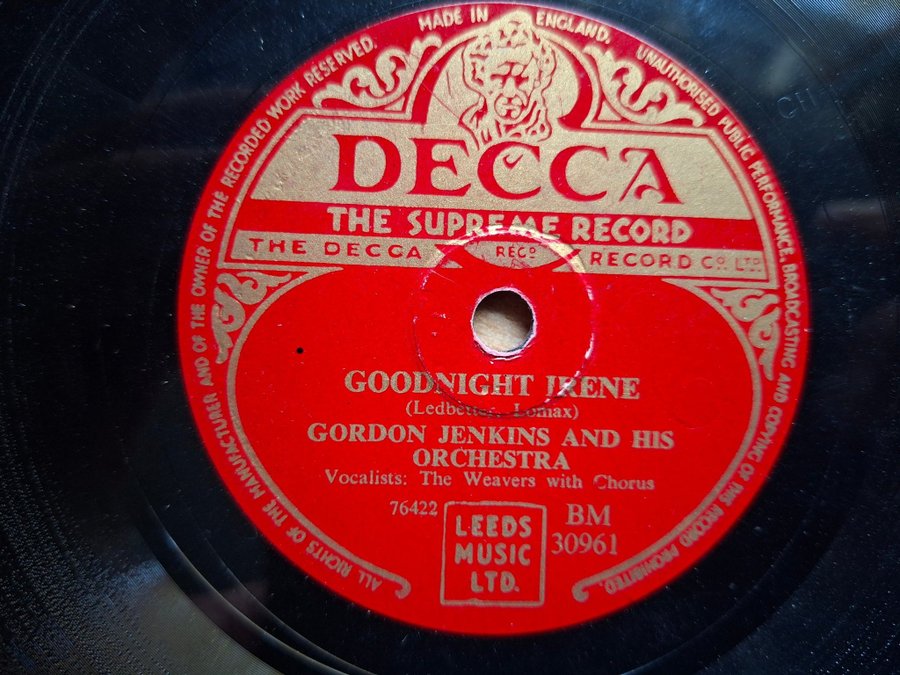 ALL RIGHTS OF THE MANUFACTURER AND OF THE OWNER OF THE RECORDED WORK RESERVED.
MADE IN ENGLAND.
UNAUTHORISED PUBLIC PERFORMANCE, BROADCASTING AND COPYING OF THIS RECORD PROHIBITED.
DECCA
THE SUPREME RECORD
THE DECCA RECD RECORD CO. LTD.
GOODNIGHT IRENE
(Ledbetter, Lomax)
GORDON JENKINS AND HIS
ORCHESTRA
Vocalists: The Weavers with Chorus
76422
LEEDS
MUSIC
LTD.
BM
30961